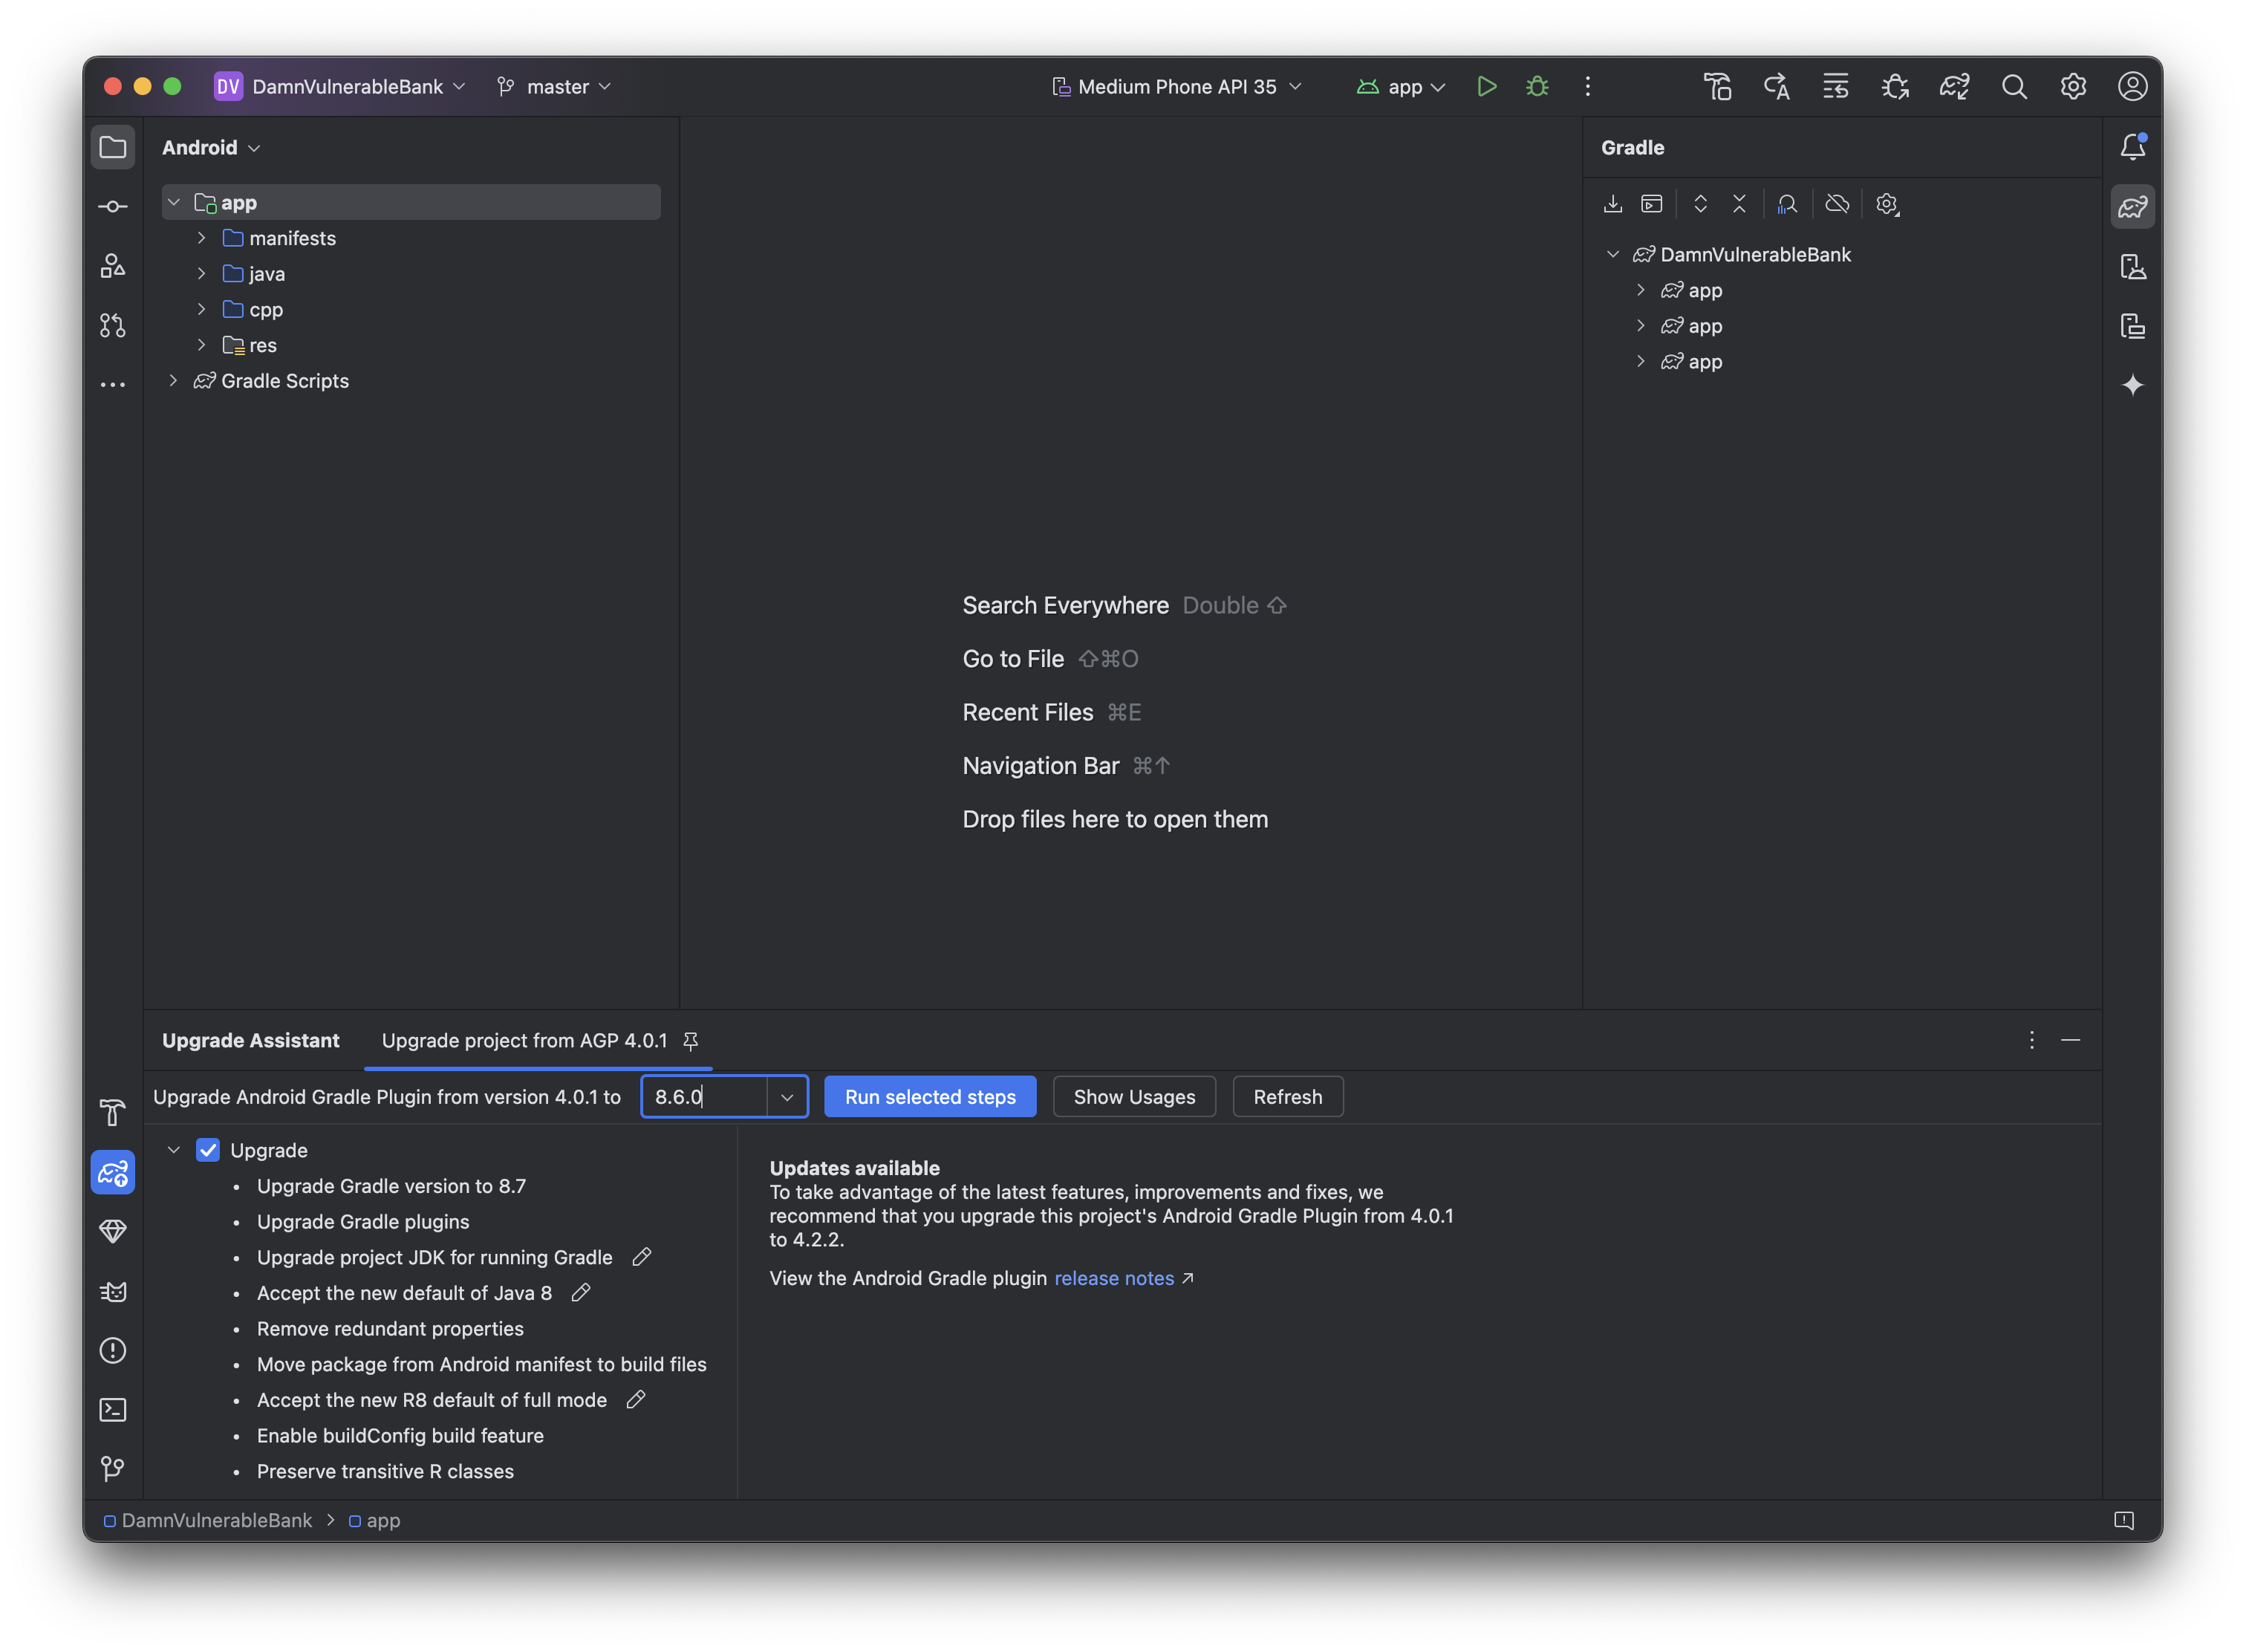 DV DamnVulnerableBank master Medium Phone API 35 app
Android
app
manifests
java
cpp
res
Gradle Scripts
Search Everywhere Double ⇧
Go to File ⇧⌘O
Recent Files ⌘E
Navigation Bar ⌘↑
Drop files here to open them
Gradle
DamnVulnerableBank
app
app
app
Upgrade Assistant Upgrade project from AGP 4.0.1
Upgrade Android Gradle Plugin from version 4.0.1 to 8.6.0 Run selected steps Show Usages Refresh
Upgrade
• Upgrade Gradle version to 8.7
• Upgrade Gradle plugins
• Upgrade project JDK for running Gradle
• Accept the new default of Java 8
• Remove redundant properties
• Move package from Android manifest to build files
• Accept the new R8 default of full mode
• Enable buildConfig build feature
• Preserve transitive R classes
Updates available
To take advantage of the latest features, improvements and fixes, we
recommend that you upgrade this project's Android Gradle Plugin from 4.0.1
to 4.2.2.
View the Android Gradle plugin release notes ↗
DamnVulnerableBank > app